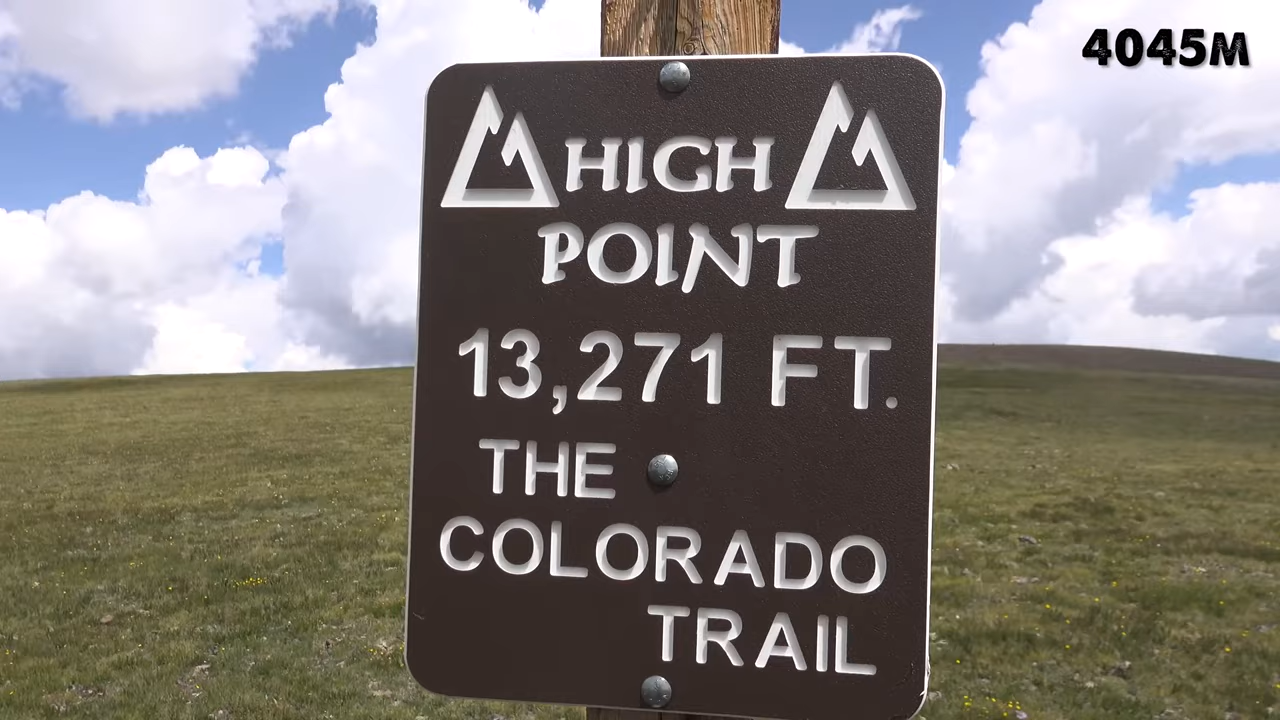 4045M
HIGH
POINT
13,271 FT.
THE
COLORADO
TRAIL